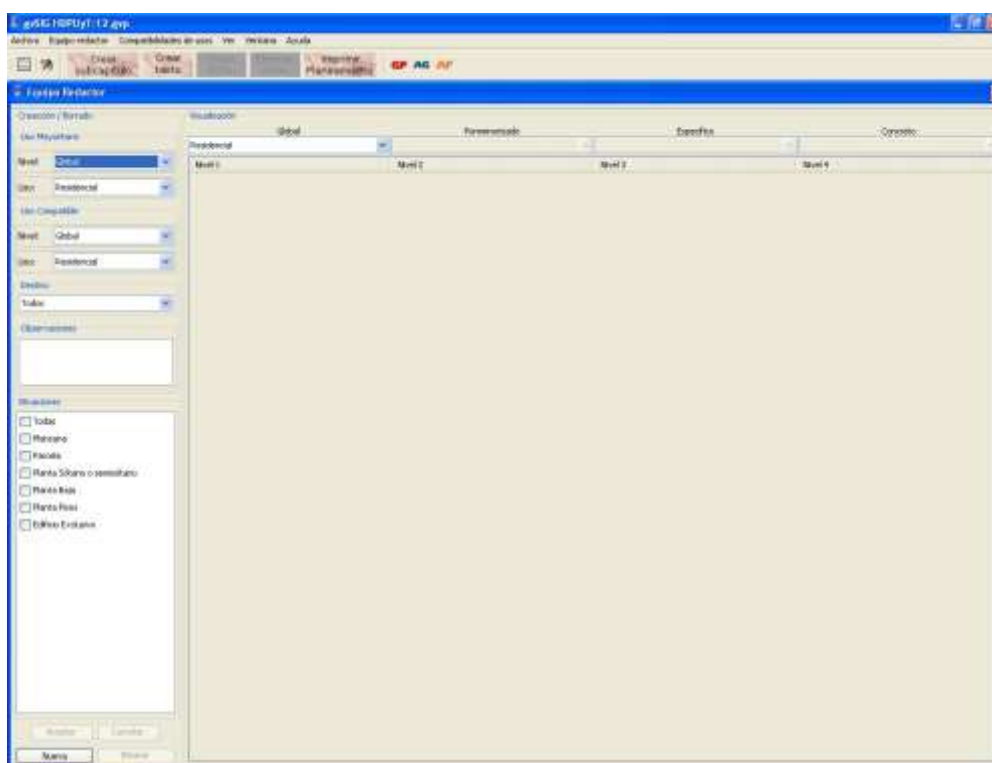 gvSIG HDPUyT: 12.gvp
Archivo Equipo redactor Compatibilidades de usos Ver Ventana Ayuda
Crear subcapítulo Crear texto Imprimir Planeamiento GP AG AP
Equipo Redactor
Creación / Borrado
Visualización
Uso Mayoritario
Global Pormenorizado Específico Concreto
Residencial
Nivel Global
Nivel 1 Nivel 2 Nivel 3 Nivel 4
Uso Residencial
Uso Compatible
Nivel Global
Uso Residencial
Destino
Todos
Observaciones
Situaciones
Todas
Manzana
Parcela
Planta Sótano o semisótano
Planta Baja
Planta Pisos
Edificio Exclusivo
Aceptar Cancelar
Nuevo Eliminar